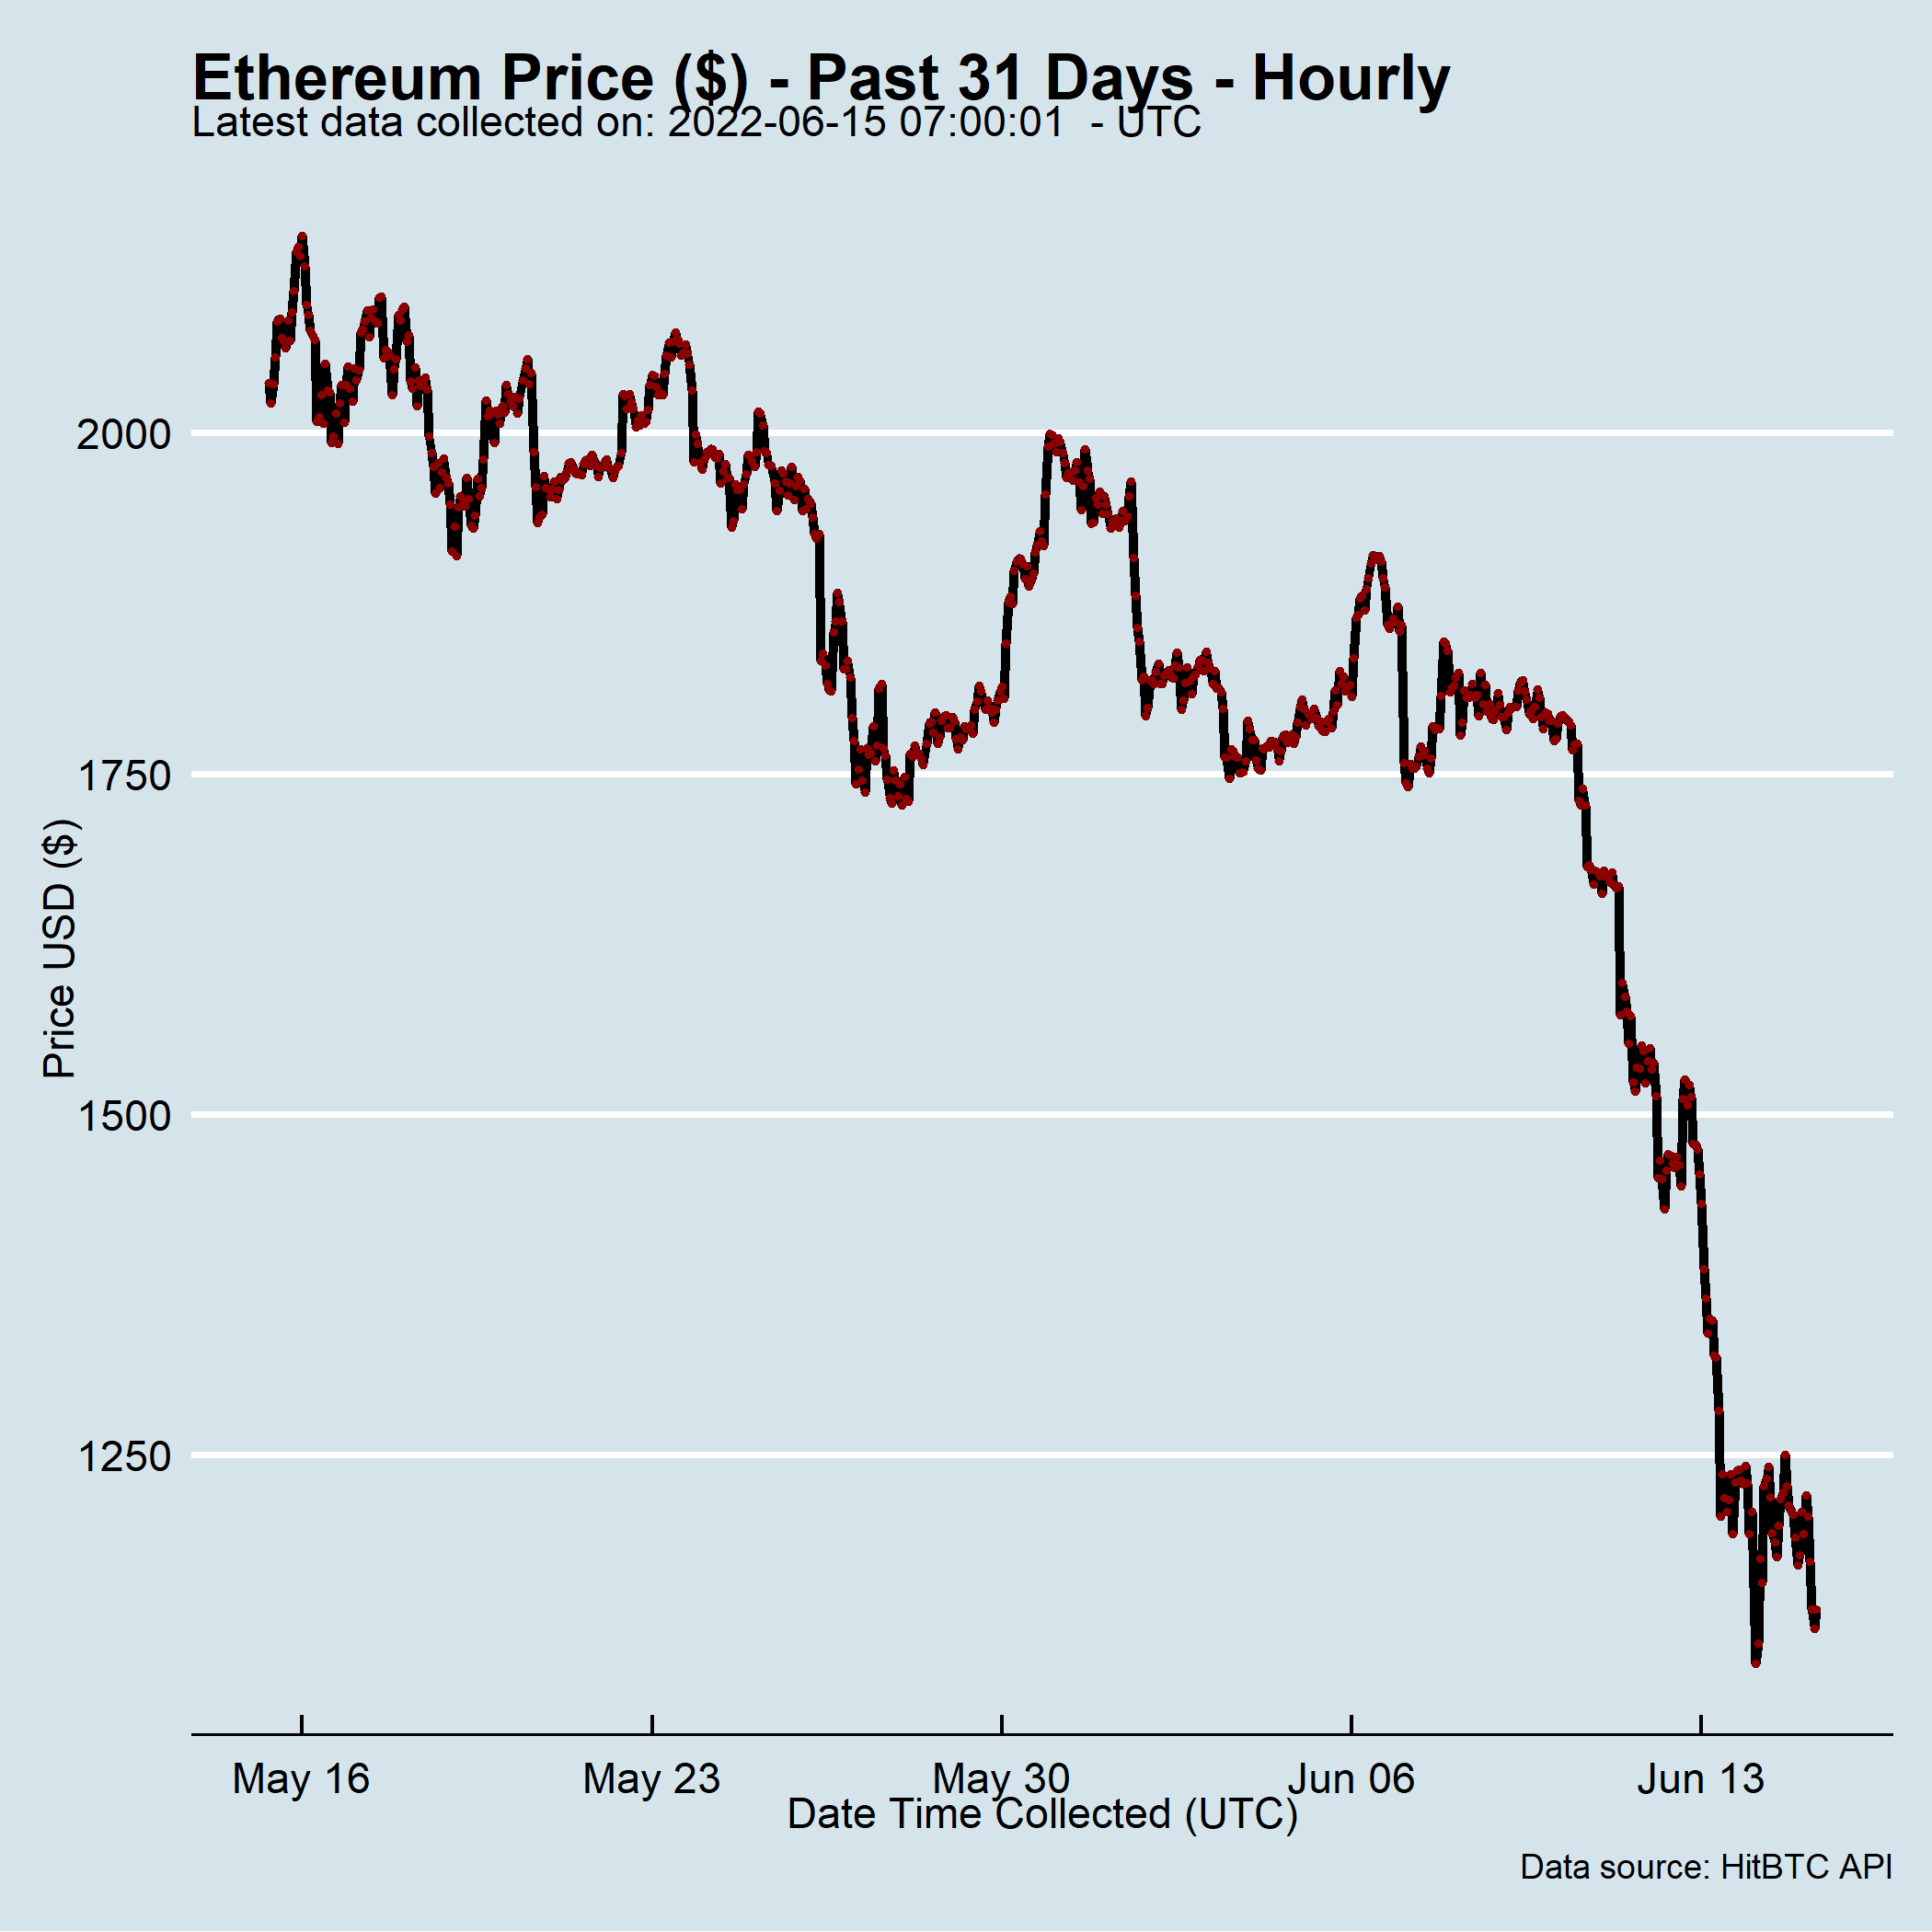 Ethereum Price ($) - Past 31 Days - Hourly
Latest data collected on: 2022-06-15 07:00:01  - UTC
Price USD ($)
2000
1750
1500
1250
May 16
May 23
May 30
Jun 06
Jun 13
Date Time Collected (UTC)
Data source: HitBTC API